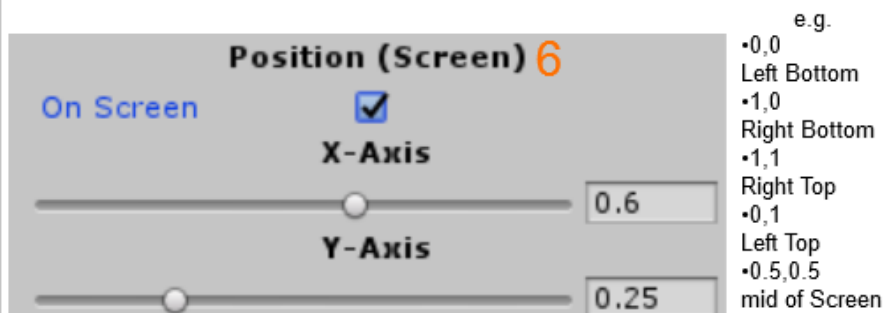 Position (Screen) 6
On Screen
X-Axis
0.6
Y-Axis
0.25
e.g.
•0,0
Left Bottom
•1,0
Right Bottom
•1,1
Right Top
•0,1
Left Top
•0.5,0.5
mid of Screen